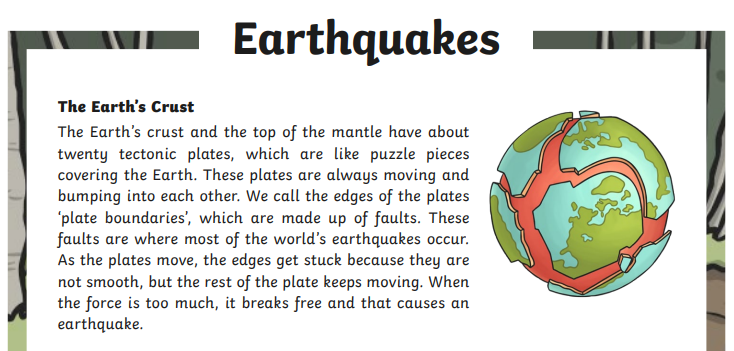 Earthquakes
The Earth's Crust
The Earth's crust and the top of the mantle have about
twenty tectonic plates, which are like puzzle pieces
covering the Earth. These plates are always moving and
bumping into each other. We call the edges of the plates
'plate boundaries', which are made up of faults. These
faults are where most of the world's earthquakes occur.
As the plates move, the edges get stuck because they are
not smooth, but the rest of the plate keeps moving. When
the force is too much, it breaks free and that causes an
earthquake.